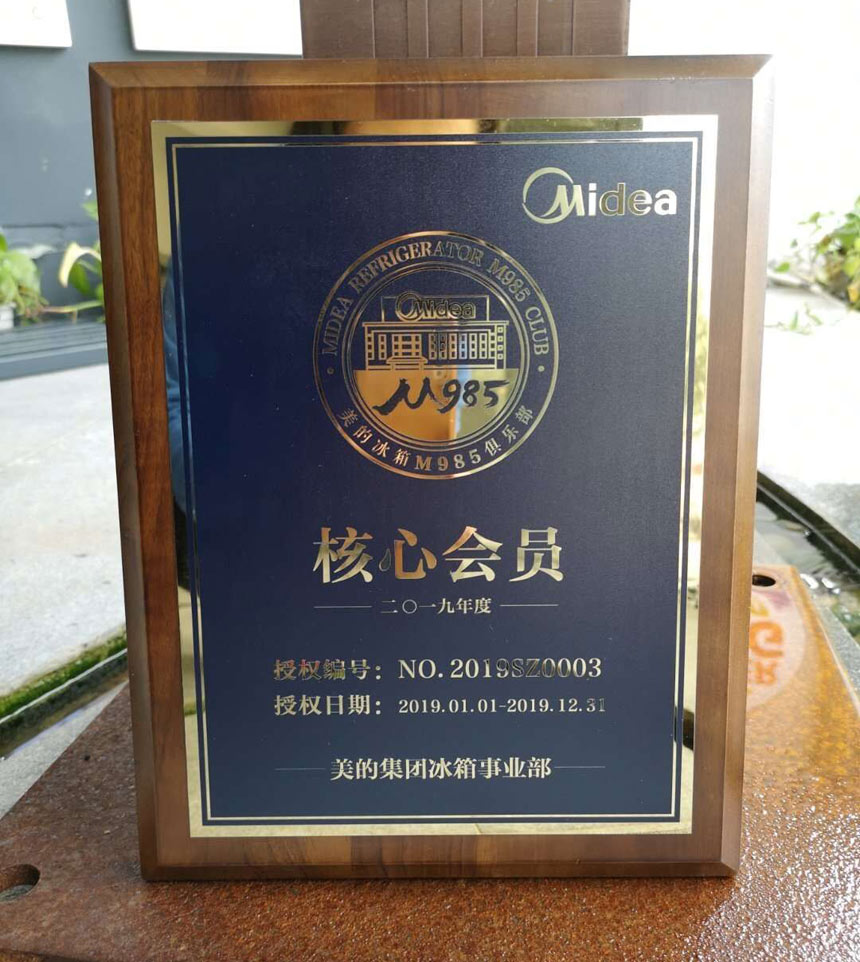 Midea
MIDEA REFRIGERATOR M985 CLUB
Midea
M985
美的冰箱M985俱乐部
核心会员
二〇一九年度
授权编号：NO.2019SZ0003
授权日期：2019.01.01-2019.12.31
美的集团冰箱事业部